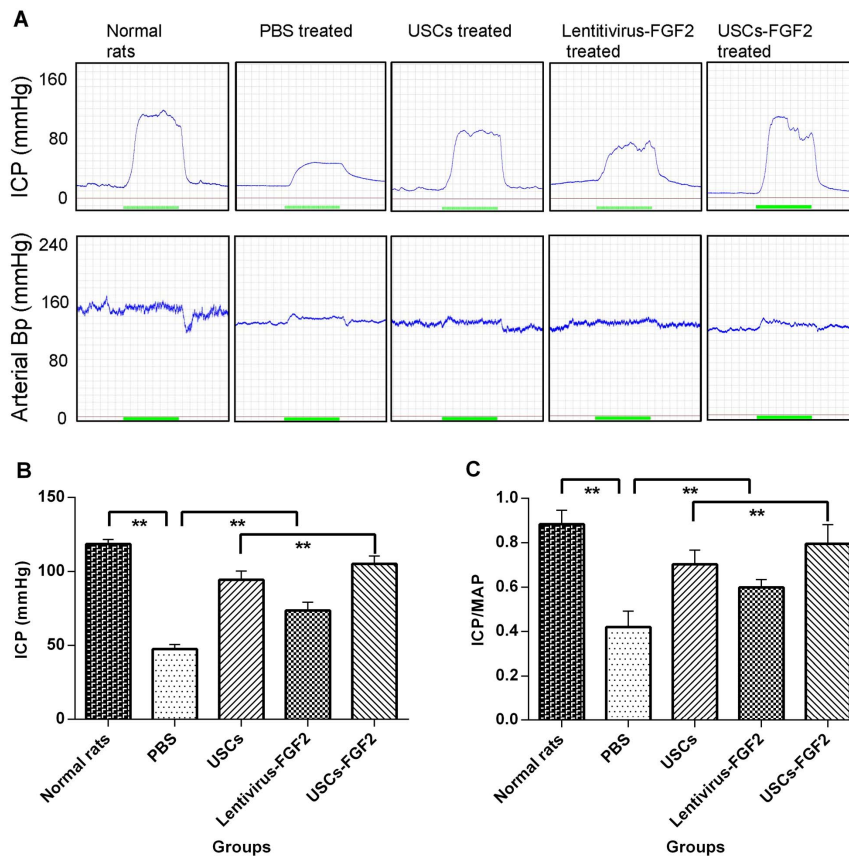 A
Normal
rats
PBS treated
USCs treated
Lentitivirus-FGF2
treated
USCs-FGF2
treated
ICP (mmHg)
160
80
0
Arterial Bp (mmHg)
240
160
80
0
B
ICP (mmHg)
150
100
50
0
**
**
**
Normal rats
PBS
USCs
Lentivirus-FGF2
USCs-FGF2
Groups
C
ICP/MAP
1.0
0.8
0.6
0.4
0.2
0.0
**
**
**
Normal rats
PBS
USCs
Lentivirus-FGF2
USCs-FGF2
Groups